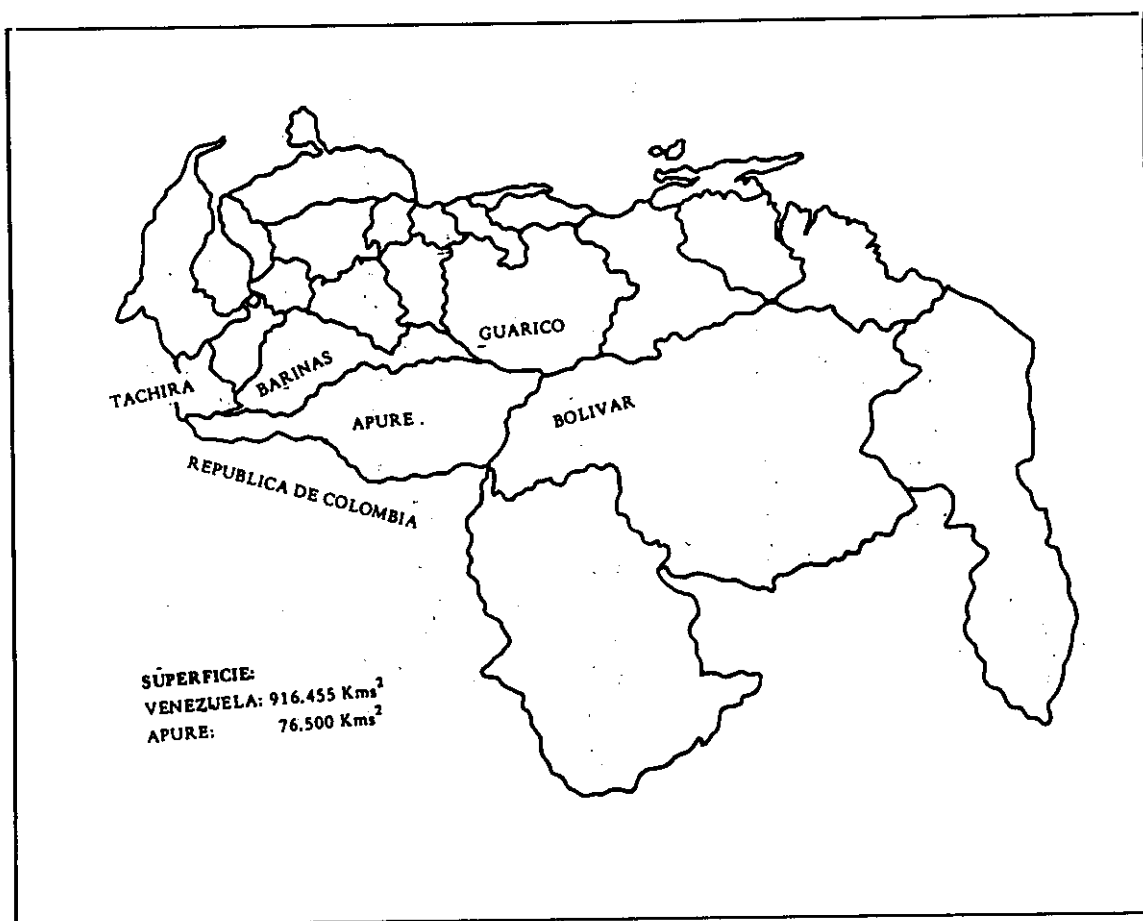 GUARICO
TACHIRA
BARINAS
APURE.
BOLIVAR
REPUBLICA DE COLOMBIA
SUPERFICIE:
VENEZUELA: 916.455 Kms²
APURE: 76.500 Kms²